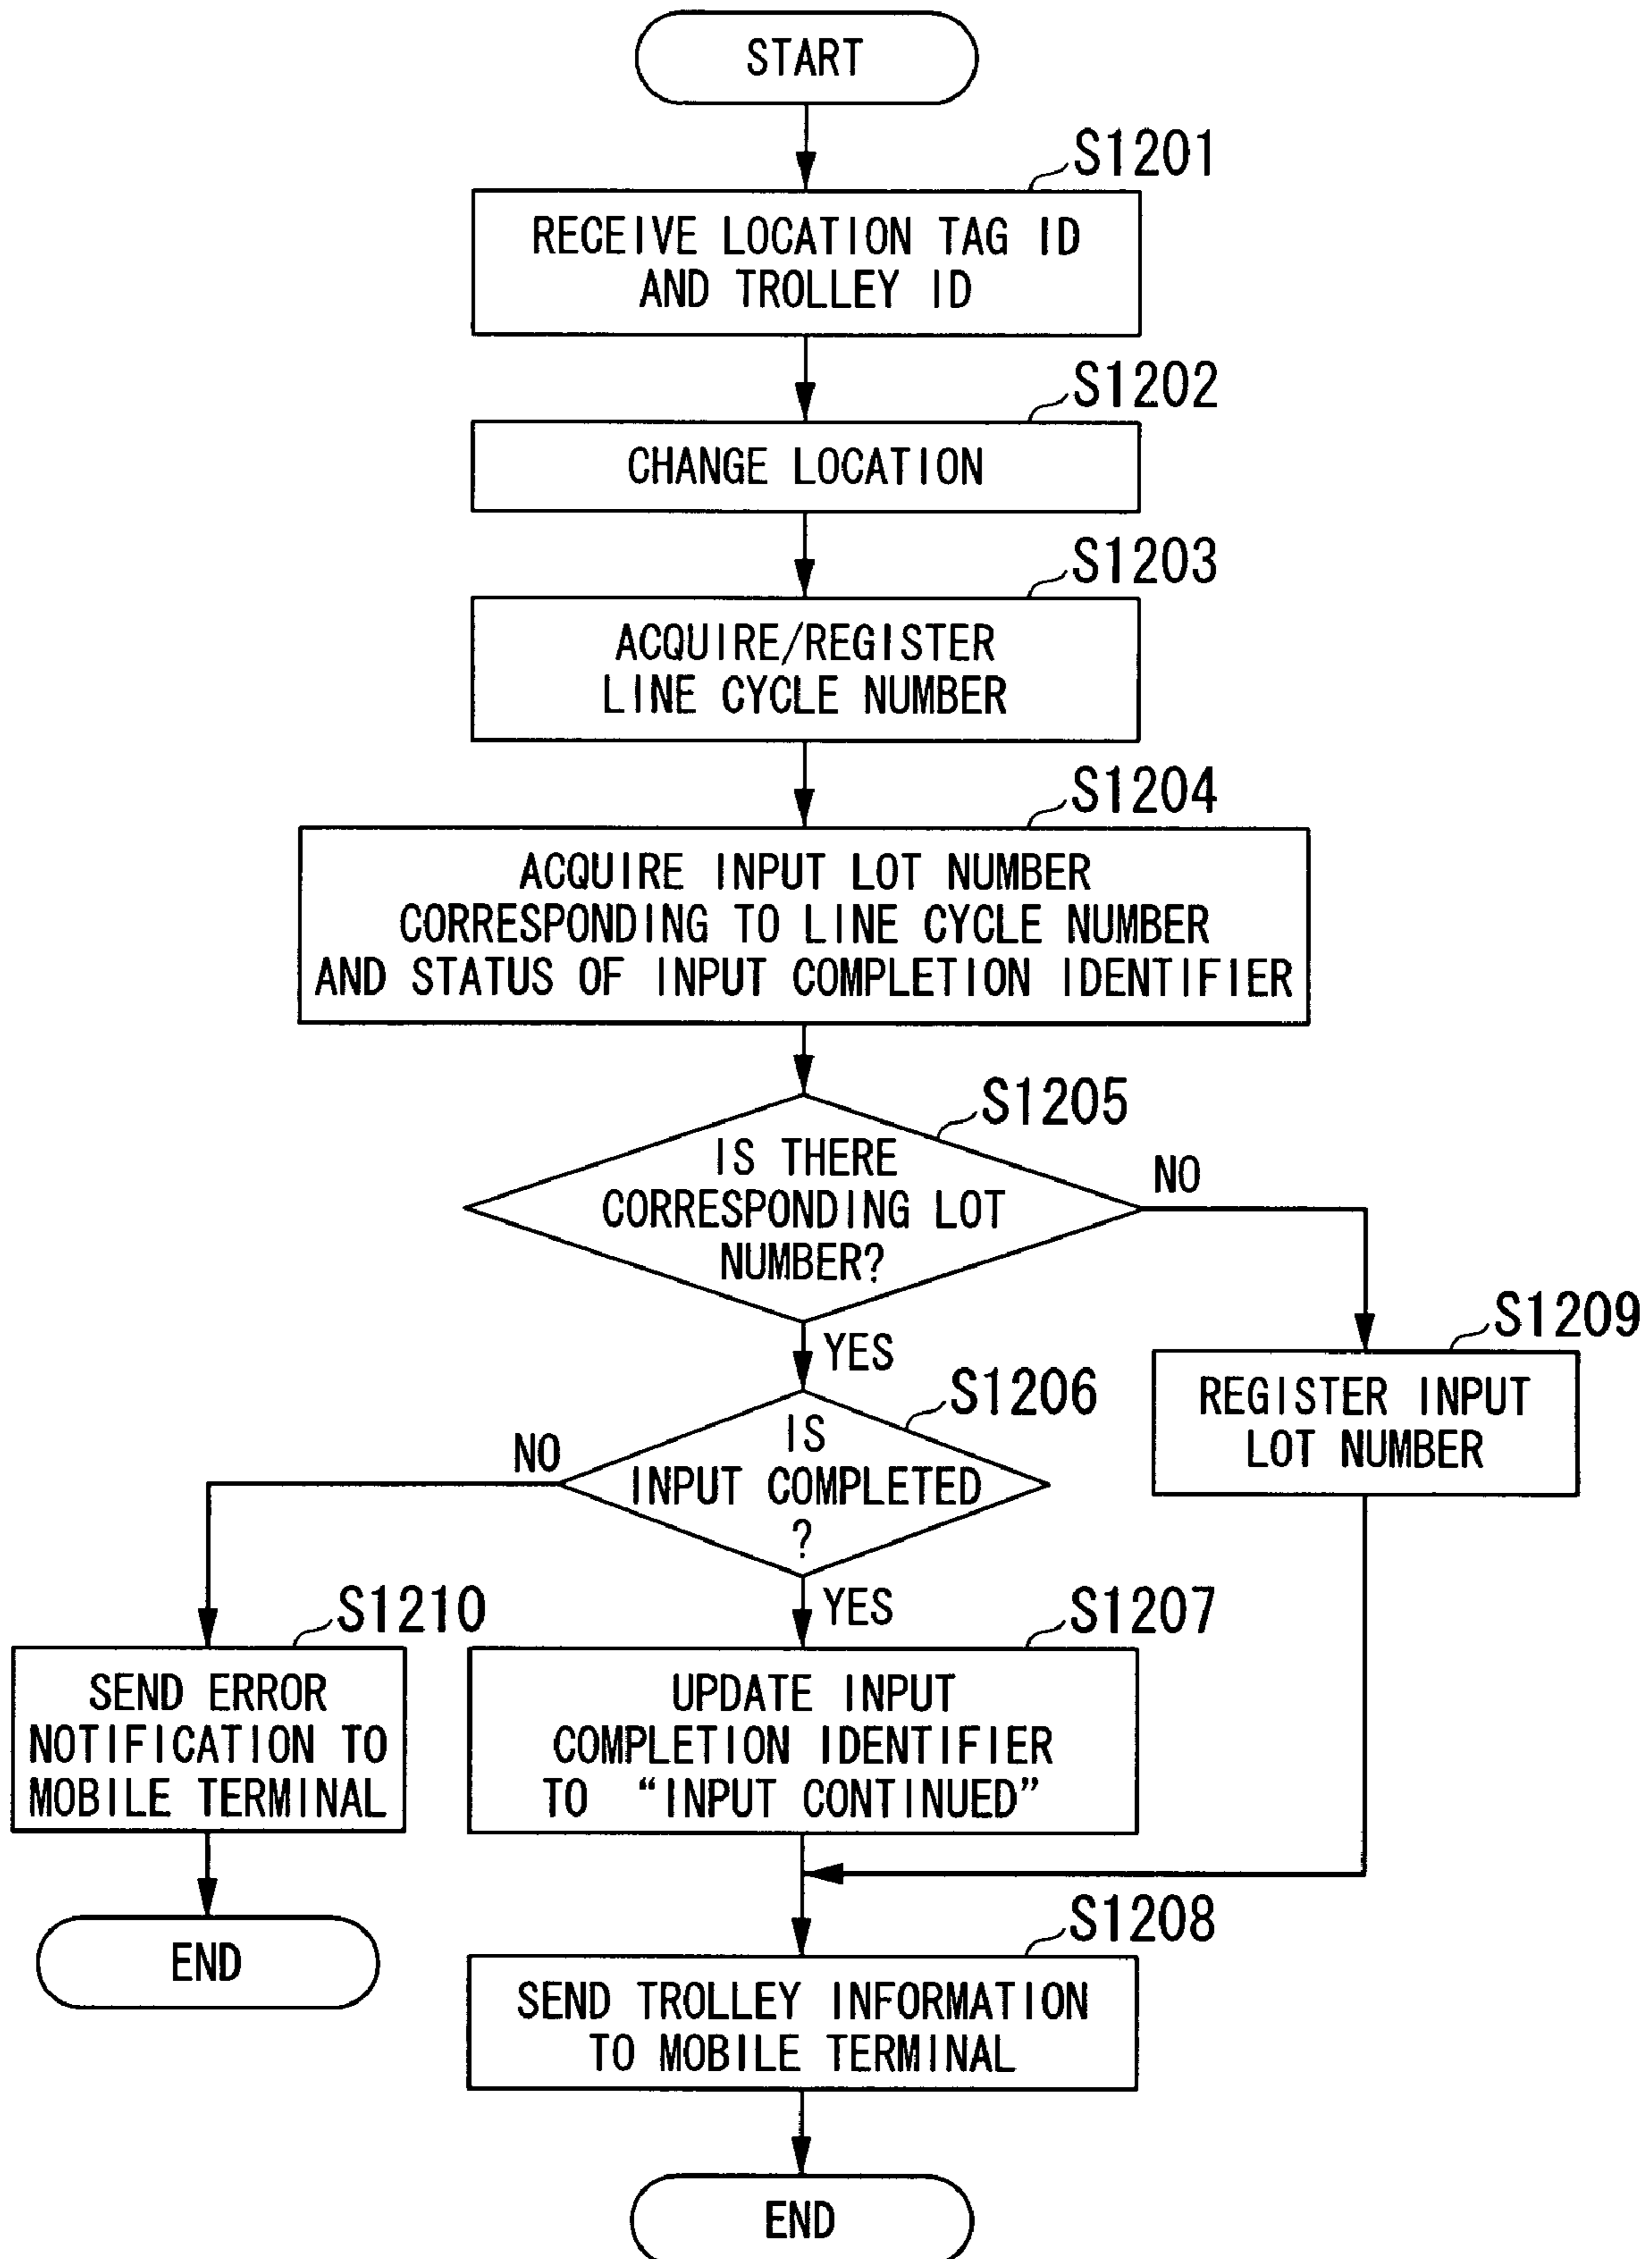 START
S1201
RECEIVE LOCATION TAG ID
AND TROLLEY ID
S1202
CHANGE LOCATION
S1203
ACQUIRE/REGISTER
LINE CYCLE NUMBER
S1204
ACQUIRE INPUT LOT NUMBER
CORRESPONDING TO LINE CYCLE NUMBER
AND STATUS OF INPUT COMPLETION IDENTIFIER
S1205
IS THERE
CORRESPONDING LOT
NUMBER?
NO
YES
S1209
REGISTER INPUT
LOT NUMBER
S1206
IS
INPUT COMPLETED
?
NO
YES
S1210
SEND ERROR
NOTIFICATION TO
MOBILE TERMINAL
END
S1207
UPDATE INPUT
COMPLETION IDENTIFIER
TO “INPUT CONTINUED”
S1208
SEND TROLLEY INFORMATION
TO MOBILE TERMINAL
END